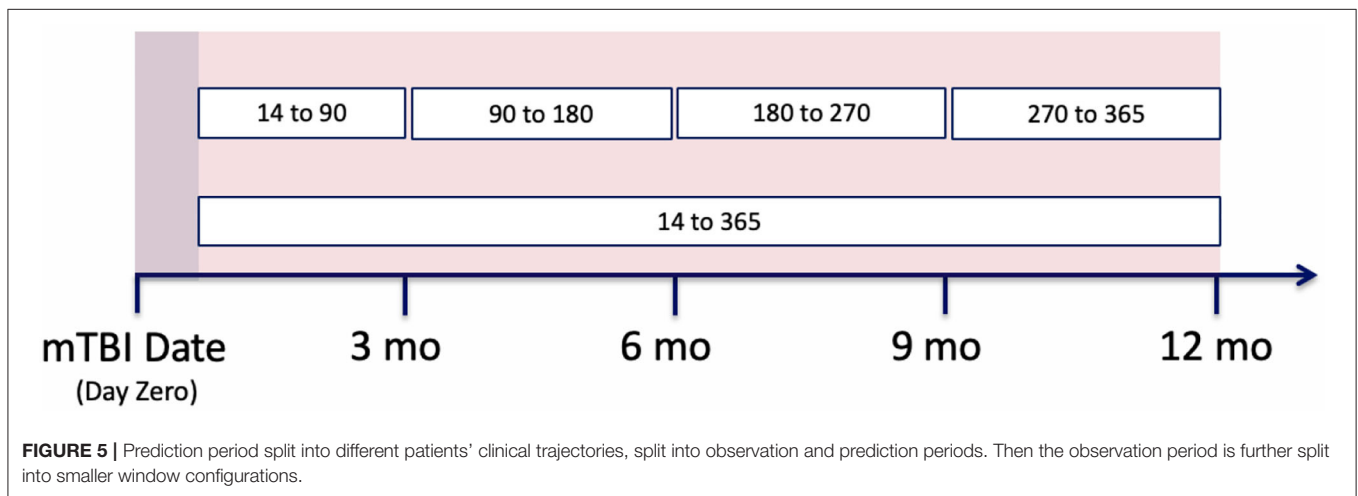 14 to 90
90 to 180
180 to 270
270 to 365
14 to 365
mTBI Date
(Day Zero)
3 mo
6 mo
9 mo
12 mo
FIGURE 5 | Prediction period split into different patients’ clinical trajectories, split into observation and prediction periods. Then the observation period is further split
into smaller window configurations.